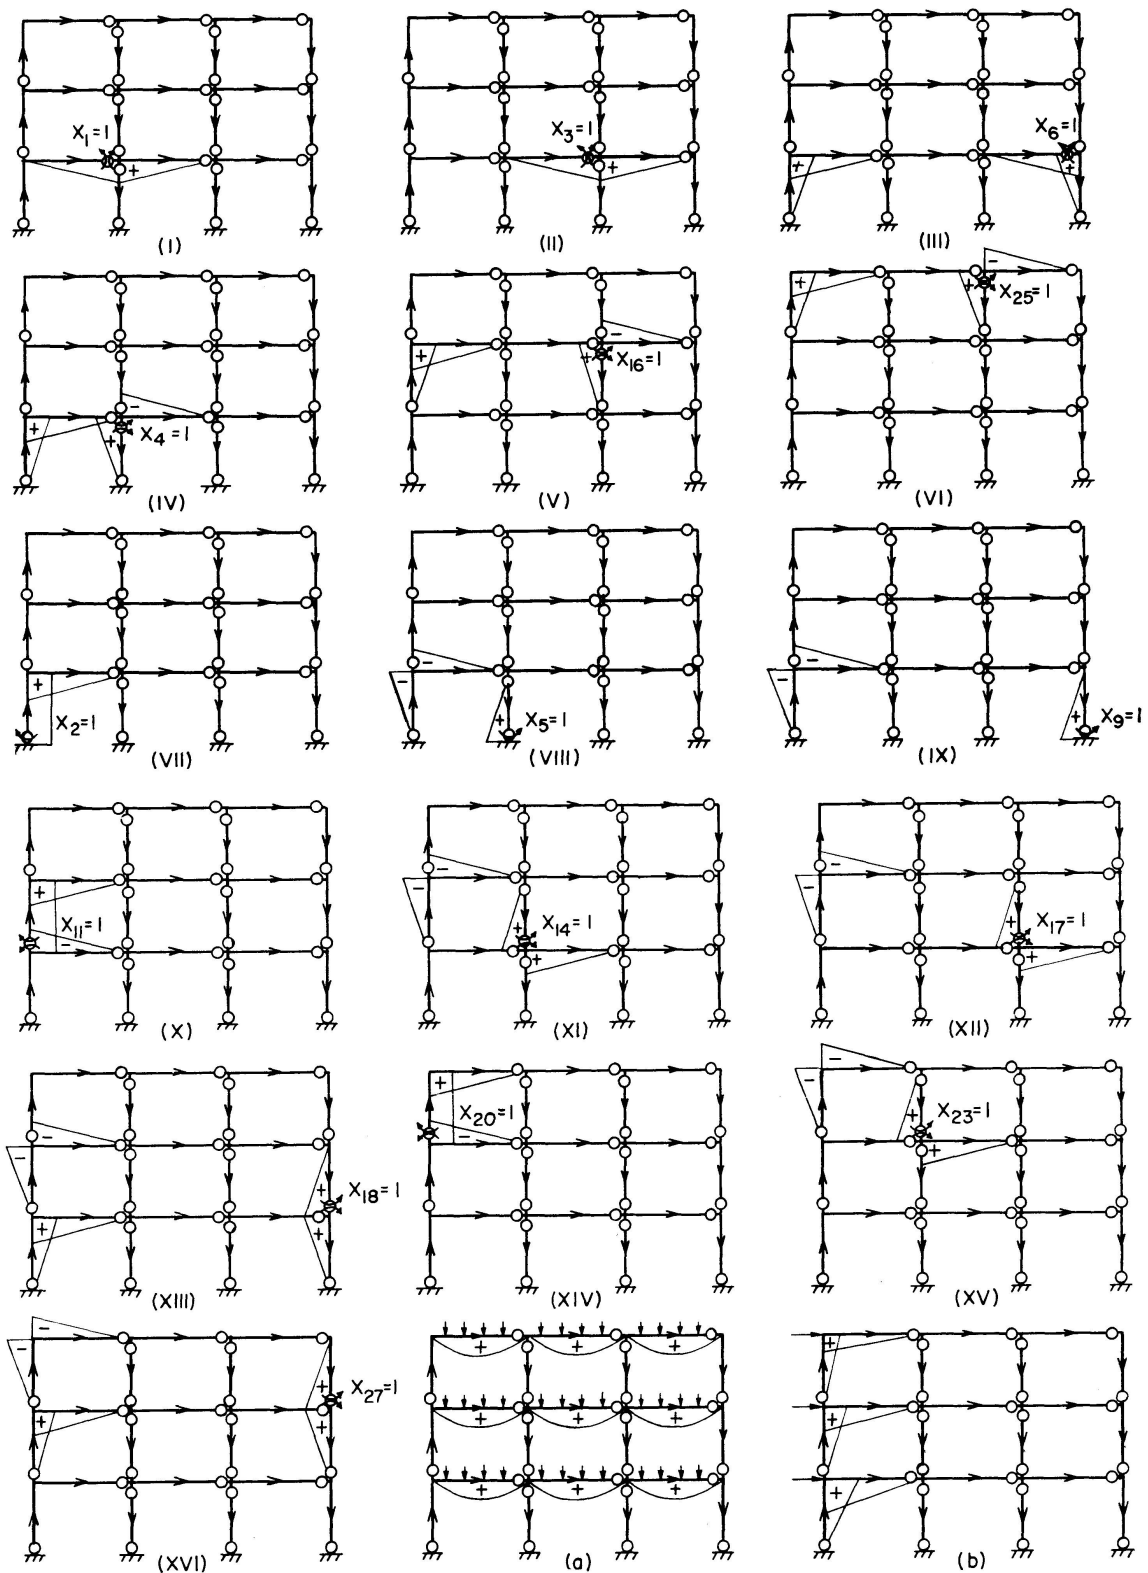 X₁=1
+
(I)
X₃=1
+
(II)
X₆=1
+ +
(III)
+ + − X₄=1
(IV)
+ + − X₁₆=1
(V)
+ + − X₂₅=1
(VI)
+ X₂=1
(VII)
− − + X₅=1
(VIII)
− − + X₉=1
(IX)
+ X₁₁=1 −
(X)
− − + X₁₄=1 +
(XI)
− − + X₁₇=1 +
(XII)
− − + X₁₈=1 + +
(XIII)
+ X₂₀=1 −
(XIV)
− − + X₂₃=1 +
(XV)
− − + X₂₇=1 + +
(XVI)
+ + +
+ + +
+ + +
(a)
+
+
+
(b)